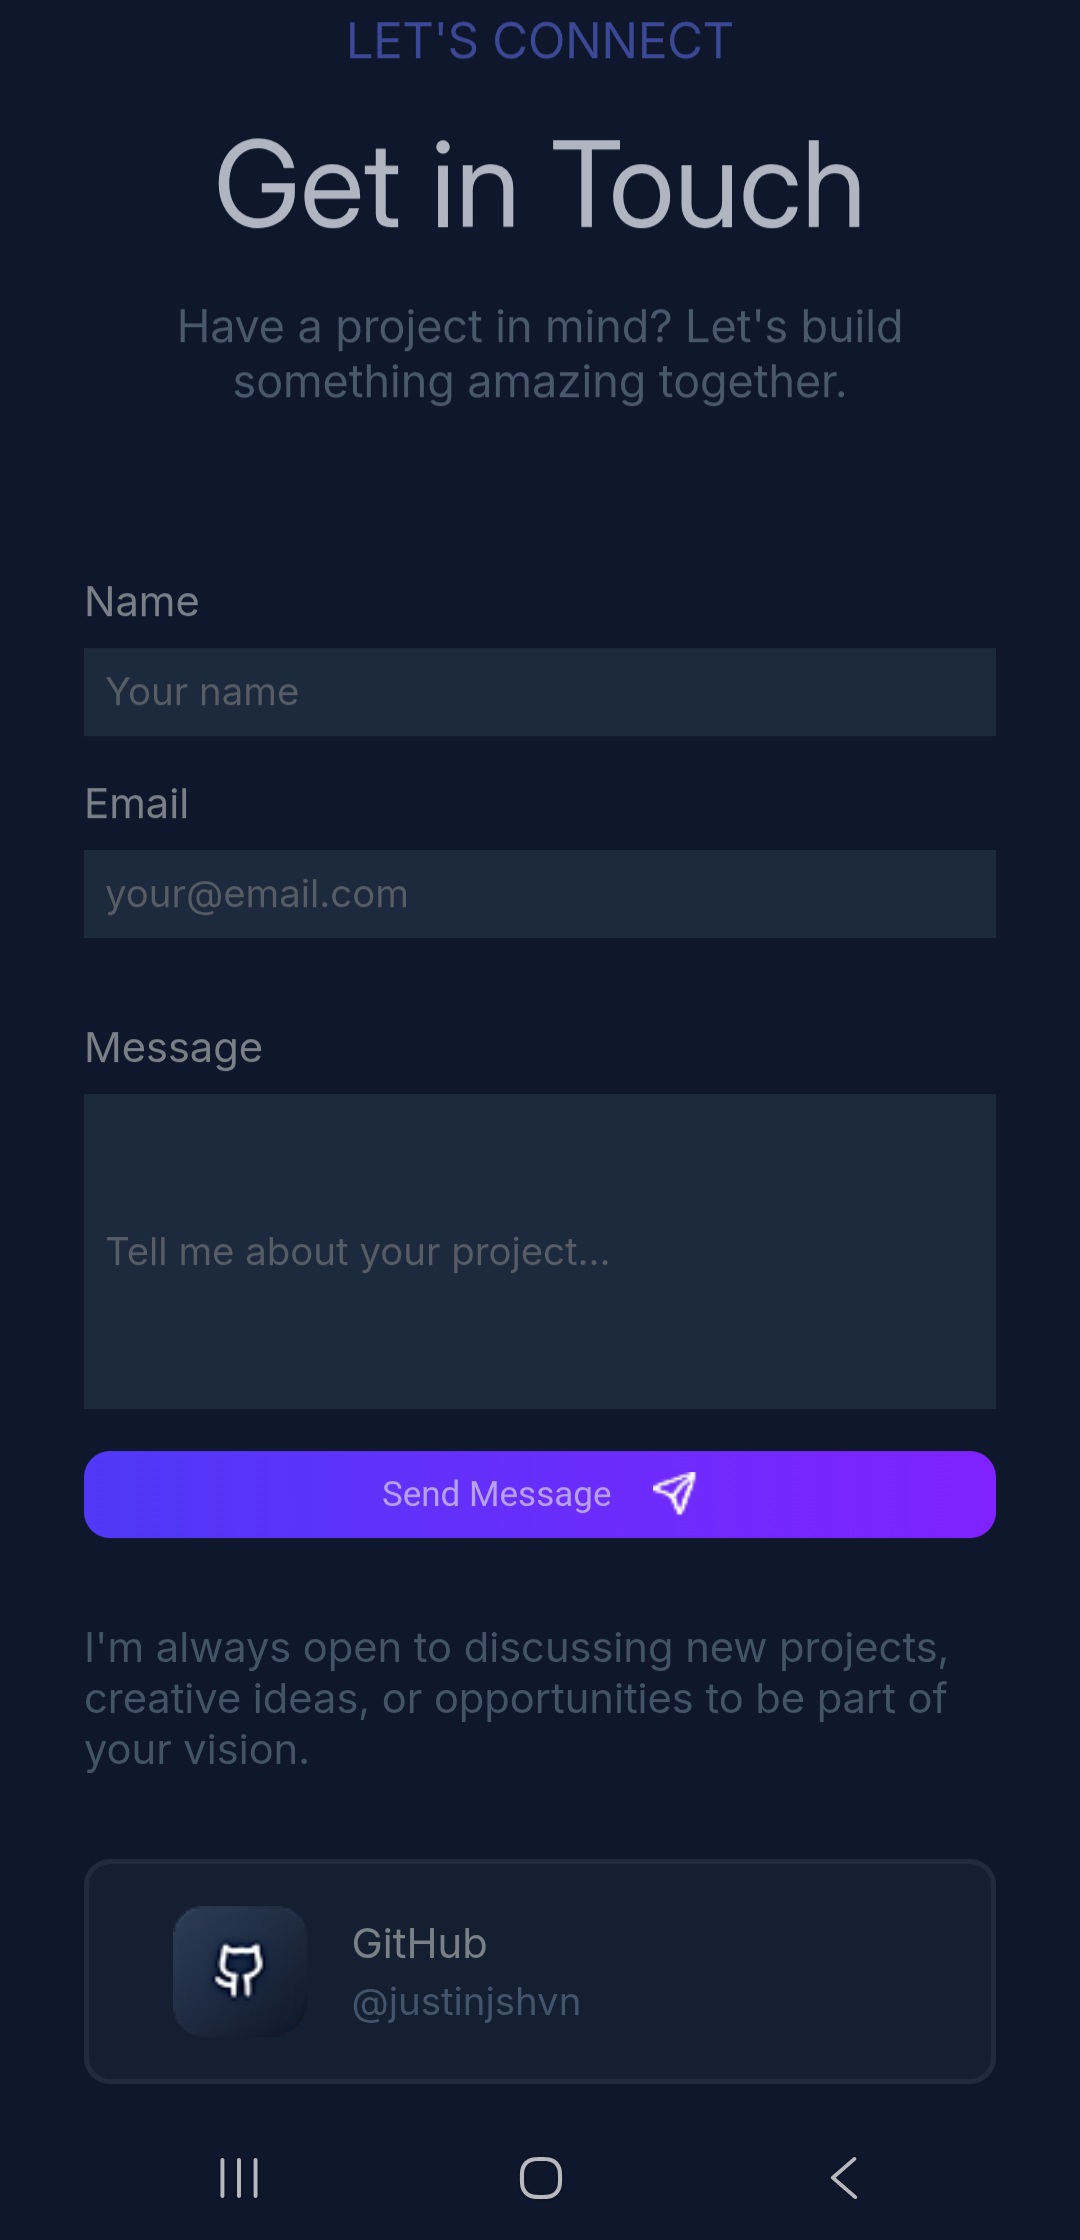 LET'S CONNECT
Get in Touch
Have a project in mind? Let's build
something amazing together.
Name
Your name
Email
your@email.com
Message
Tell me about your project...
Send Message
I'm always open to discussing new projects,
creative ideas, or opportunities to be part of
your vision.
GitHub
@justinjshvn